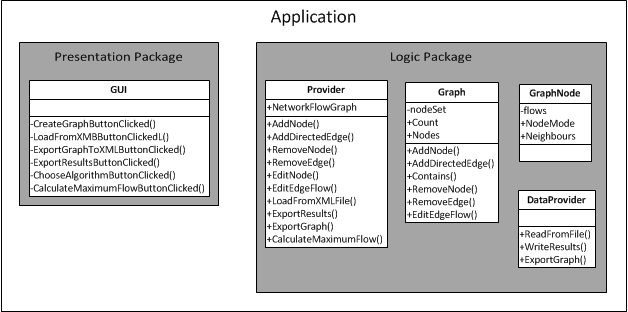 Application
Presentation Package
GUI
-CreateGraphButtonClicked()
-LoadFromXMBButtonClickedL()
-ExportGraphToXMLButtonClicked()
-ExportResultsButtonClicked()
-ChooseAlgorithmButtonClicked()
-CalculateMaximumFlowButtonClicked()
Logic Package
Provider
+NetworkFlowGraph
+AddNode()
+AddDirectedEdge()
+RemoveNode()
+RemoveEdge()
+EditNode()
+EditEdgeFlow()
+LoadFromXMLFile()
+ExportResults()
+ExportGraph()
+CalculateMaximumFlow()
Graph
-nodeSet
+Count
+Nodes
+AddNode()
+AddDirectedEdge()
+Contains()
+RemoveNode()
+RemoveEdge()
+EditEdgeFlow()
GraphNode
-flows
+NodeMode
+Neighbours
DataProvider
+ReadFromFile()
+WriteResults()
+ExportGraph()